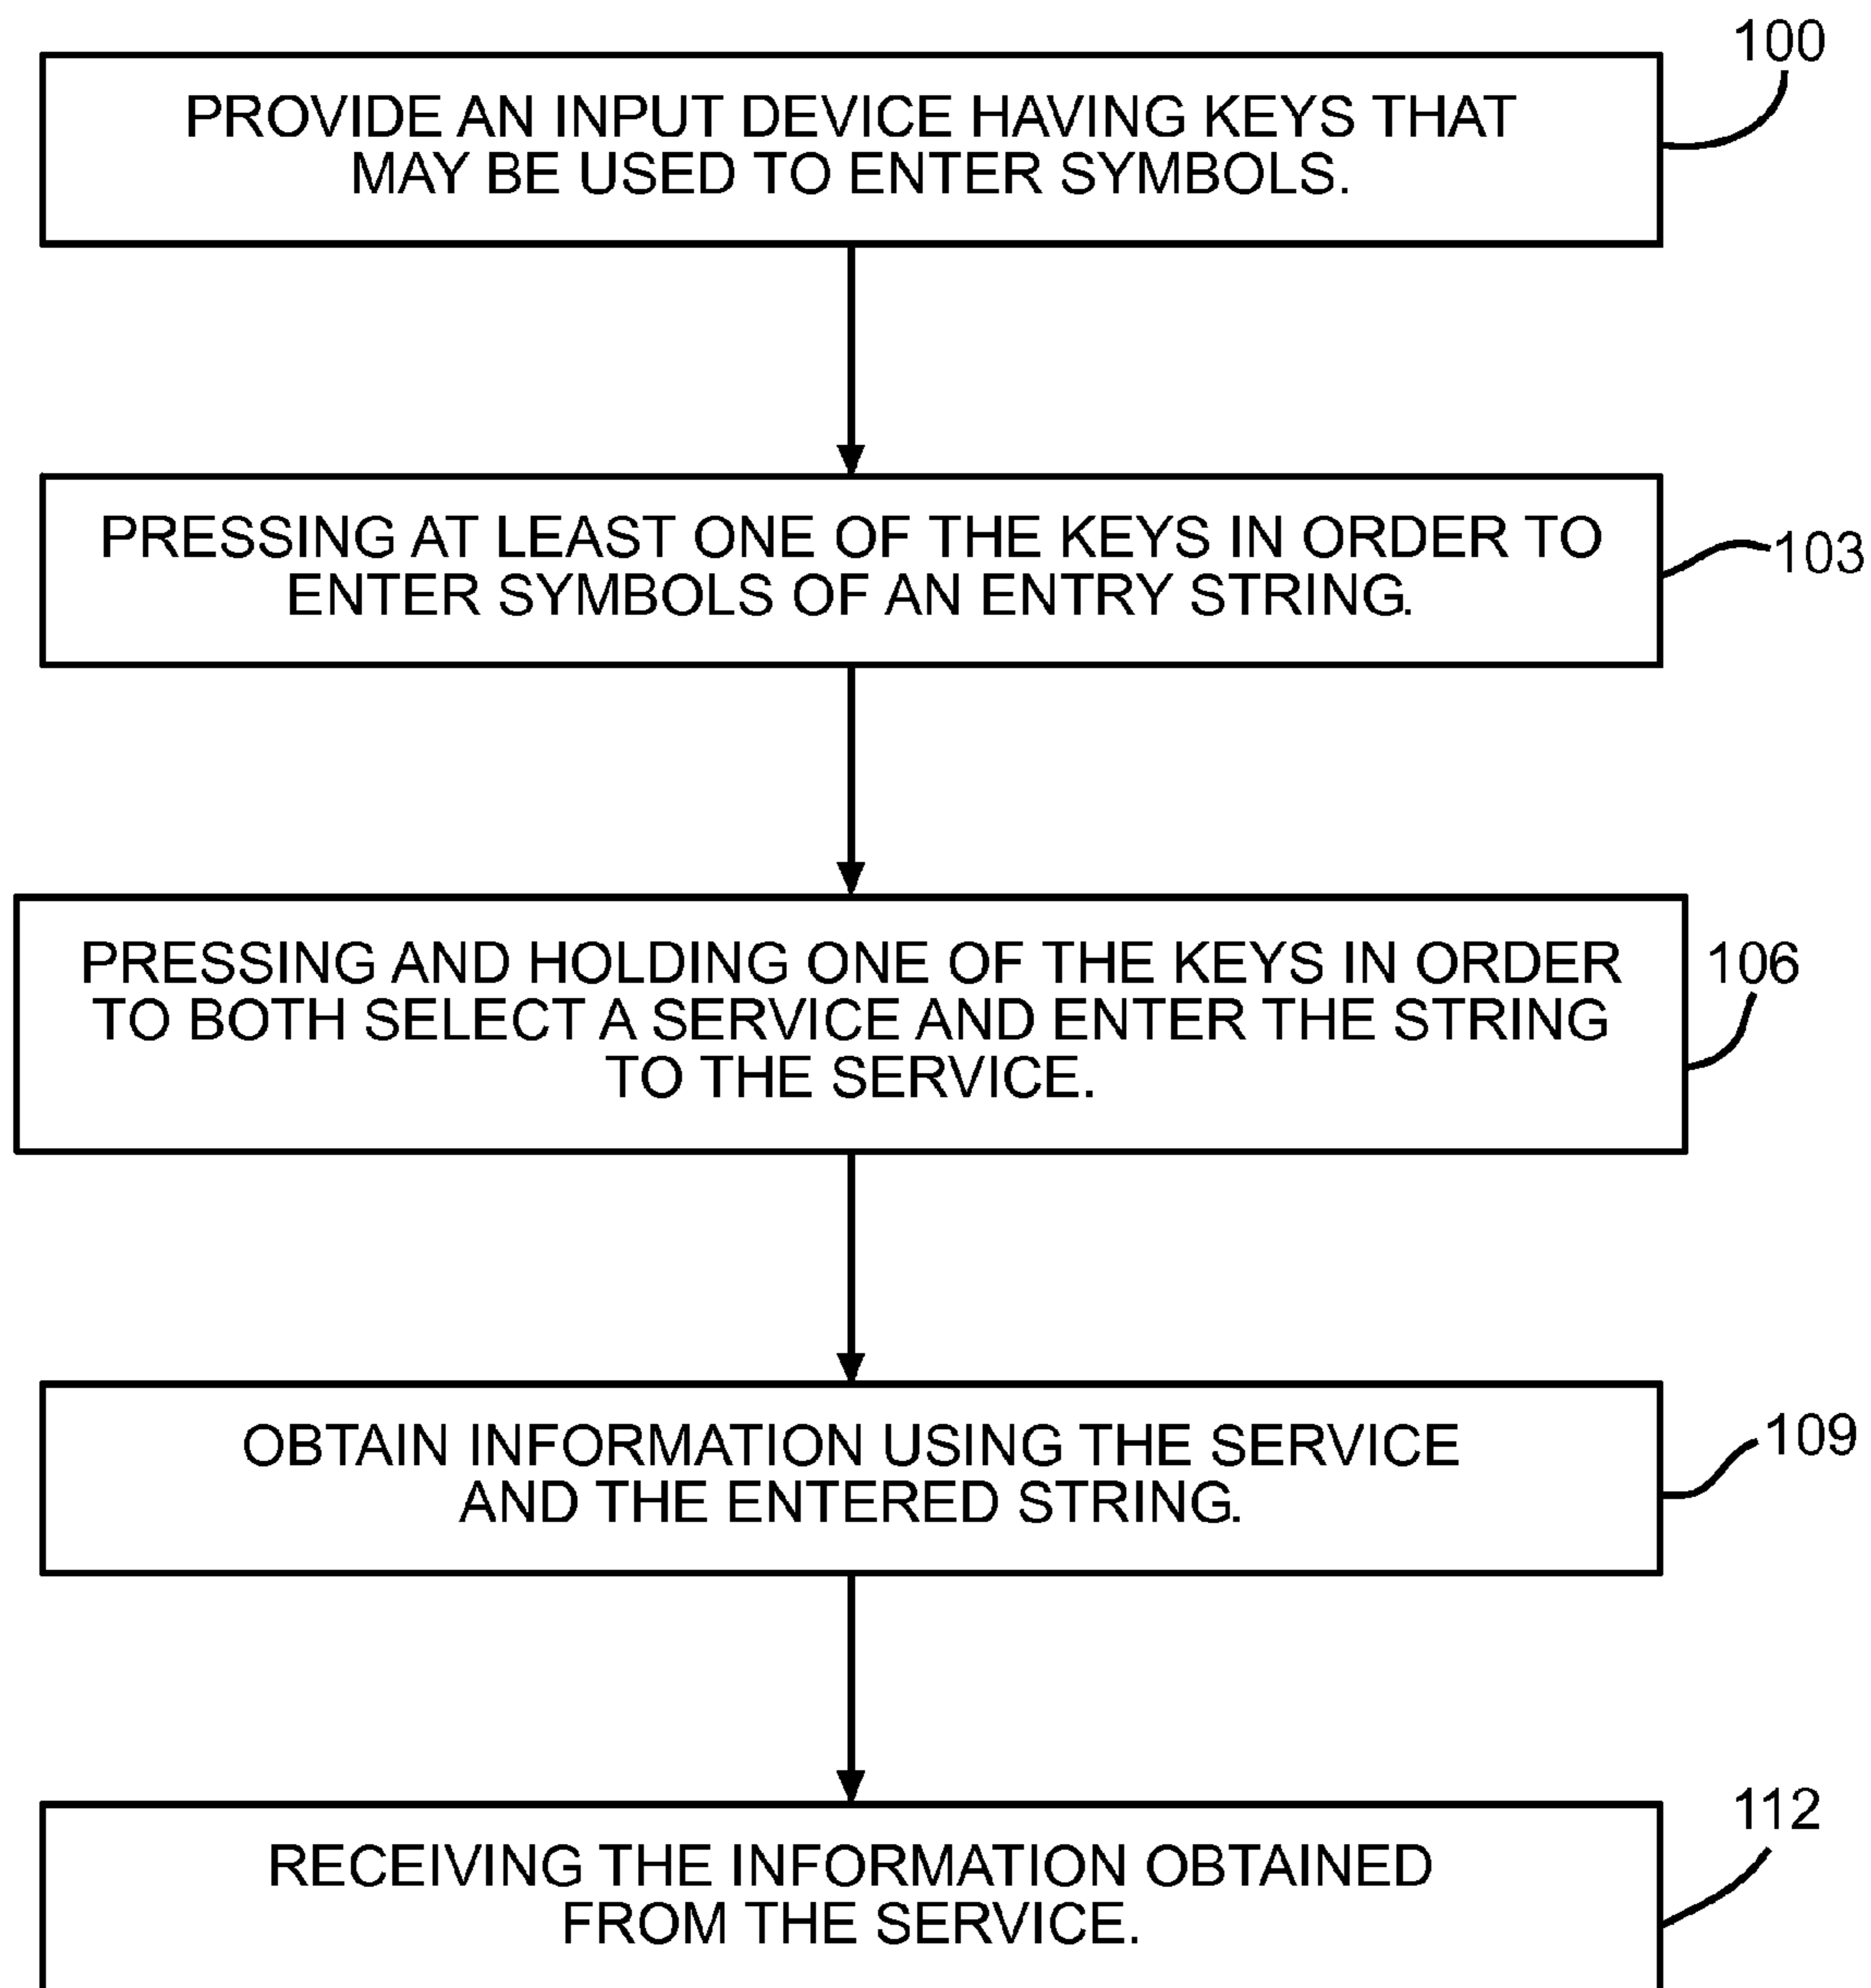 100
PROVIDE AN INPUT DEVICE HAVING KEYS THAT
MAY BE USED TO ENTER SYMBOLS.
PRESSING AT LEAST ONE OF THE KEYS IN ORDER TO
ENTER SYMBOLS OF AN ENTRY STRING.
103
PRESSING AND HOLDING ONE OF THE KEYS IN ORDER
TO BOTH SELECT A SERVICE AND ENTER THE STRING
TO THE SERVICE.
106
OBTAIN INFORMATION USING THE SERVICE
AND THE ENTERED STRING.
109
112
RECEIVING THE INFORMATION OBTAINED
FROM THE SERVICE.